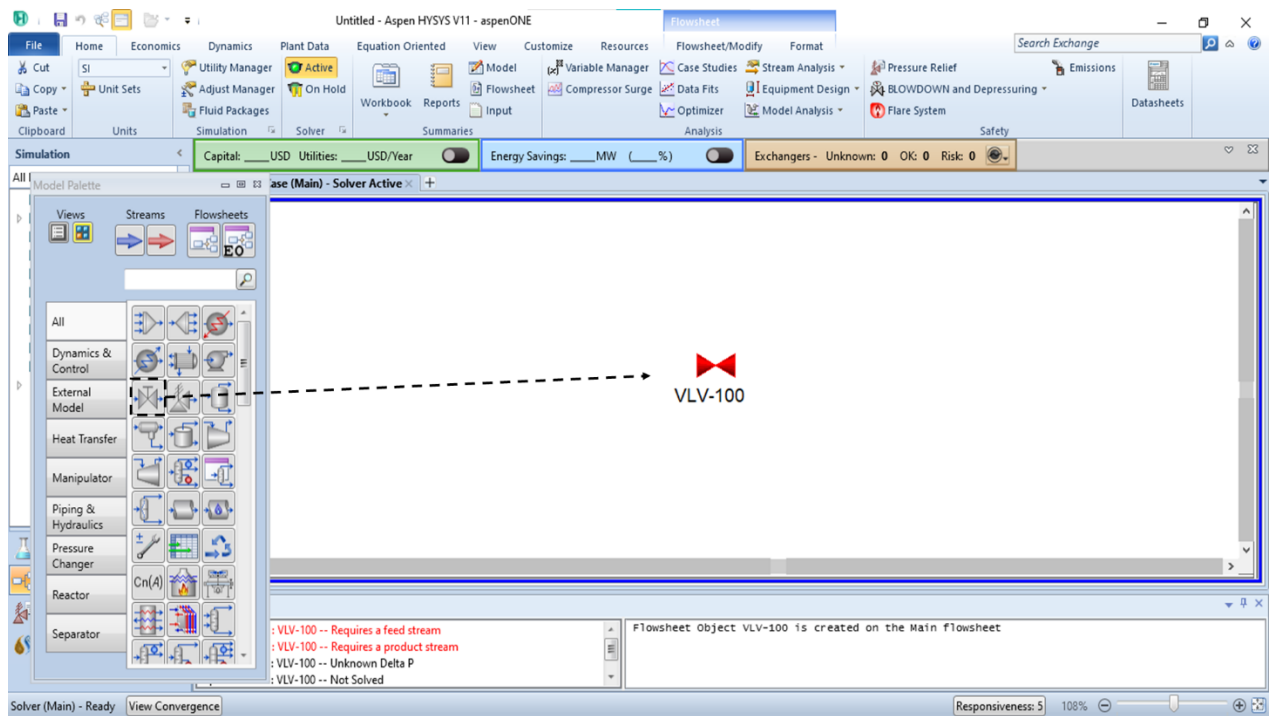 Untitled - Aspen HYSYS V11 - aspenONE
Flowsheet
File Home Economics Dynamics Plant Data Equation Oriented View Customize Resources Flowsheet/Modify Format
Search Exchange
Cut SI Utility Manager Active Model Variable Manager Case Studies Stream Analysis Pressure Relief Emissions
Copy Unit Sets Adjust Manager On Hold Flowsheet Compressor Surge Data Fits Equipment Design BLOWDOWN and Depressuring
Workbook Reports Datasheets
Paste Fluid Packages Input Optimizer Model Analysis Flare System
Clipboard Units Simulation Solver Summaries Analysis Safety
Simulation Capital: ____USD Utilities: ____USD/Year Energy Savings: ____MW (____%) Exchangers - Unknown: 0 OK: 0 Risk: 0
All
Model Palette
ase (Main) - Solver Active
Views Streams Flowsheets
EO
All
Dynamics &
Control
External
Model
Heat Transfer
Manipulator
Piping &
Hydraulics
Pressure
Changer
Cn(A)
Reactor
Separator
VLV-100
: VLV-100 -- Requires a feed stream
: VLV-100 -- Requires a product stream
: VLV-100 -- Unknown Delta P
: VLV-100 -- Not Solved
Flowsheet Object VLV-100 is created on the Main flowsheet
Solver (Main) - Ready View Convergence Responsiveness: 5 108%